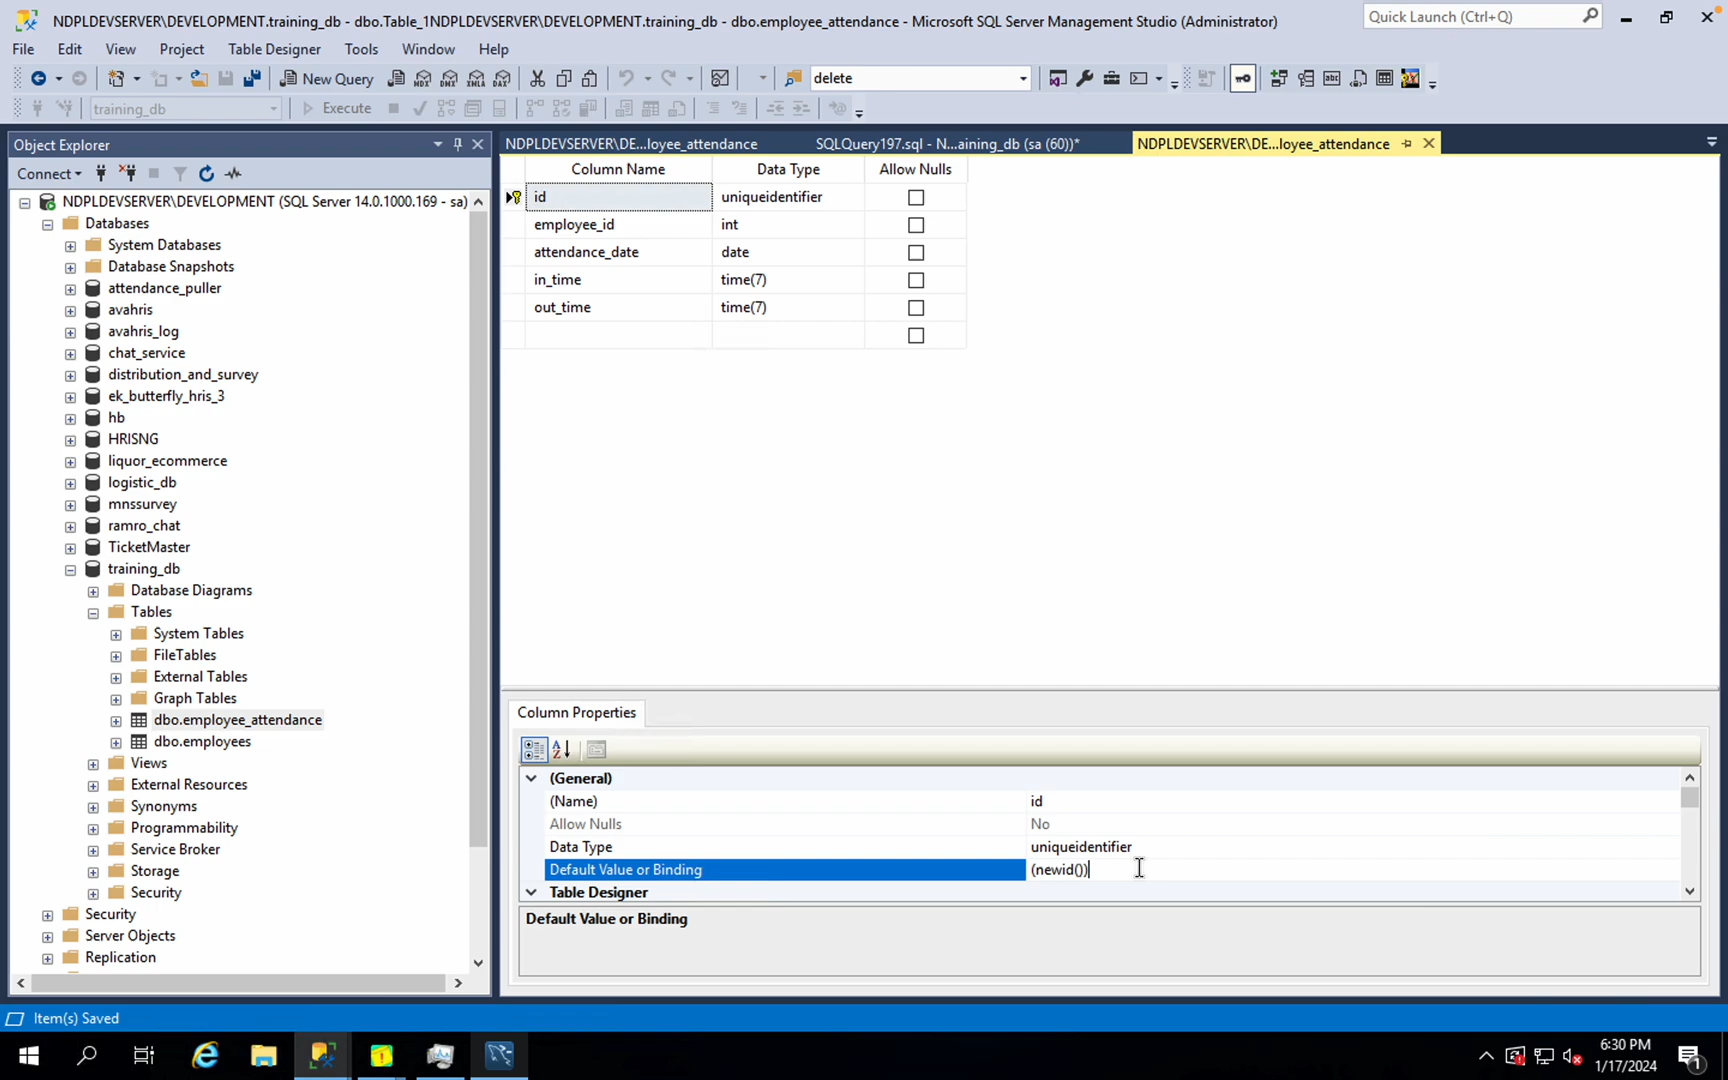 NDPLDEVSERVER\DEVELOPMENT.training_db - dbo.Table_1NDPLDEVSERVER\DEVELOPMENT.training_db - dbo.employee_attendance - Microsoft SQL Server Management Studio (Administrator)
Quick Launch (Ctrl+Q)
File Edit View Project Table Designer Tools Window Help
New Query
MDX DMX XMLA DAX
delete
training_db
Execute
Object Explorer
Connect
NDPLDEVSERVER\DEVELOPMENT (SQL Server 14.0.1000.169 - sa)
Databases
System Databases
Database Snapshots
attendance_puller
avahris
avahris_log
chat_service
distribution_and_survey
ek_butterfly_hris_3
hb
HRISNG
liquor_ecommerce
logistic_db
mnssurvey
ramro_chat
TicketMaster
training_db
Database Diagrams
Tables
System Tables
FileTables
External Tables
Graph Tables
dbo.employee_attendance
dbo.employees
Views
External Resources
Synonyms
Programmability
Service Broker
Storage
Security
Security
Server Objects
Replication
NDPLDEVSERVER\DE...loyee_attendance SQLQuery197.sql - N...aining_db (sa (60))* NDPLDEVSERVER\DE...loyee_attendance
Column Name Data Type Allow Nulls
id uniqueidentifier
employee_id int
attendance_date date
in_time time(7)
out_time time(7)
Column Properties
(General)
(Name) id
Allow Nulls No
Data Type uniqueidentifier
Default Value or Binding (newid())
Table Designer
Default Value or Binding
Item(s) Saved
6:30 PM
1/17/2024
1